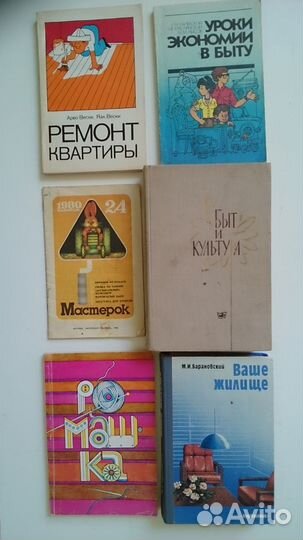 Арво Вески, Яан Вески
РЕМОНТ
КВАРТИРЫ
УРОКИ
ЭКОНОМИИ
В БЫТУ
1980
24
Мастерок
БЫТ
И
КУЛЬТУРА
РО
МАШ
КА
М.И.Барановский
Ваше
жилище
Avito